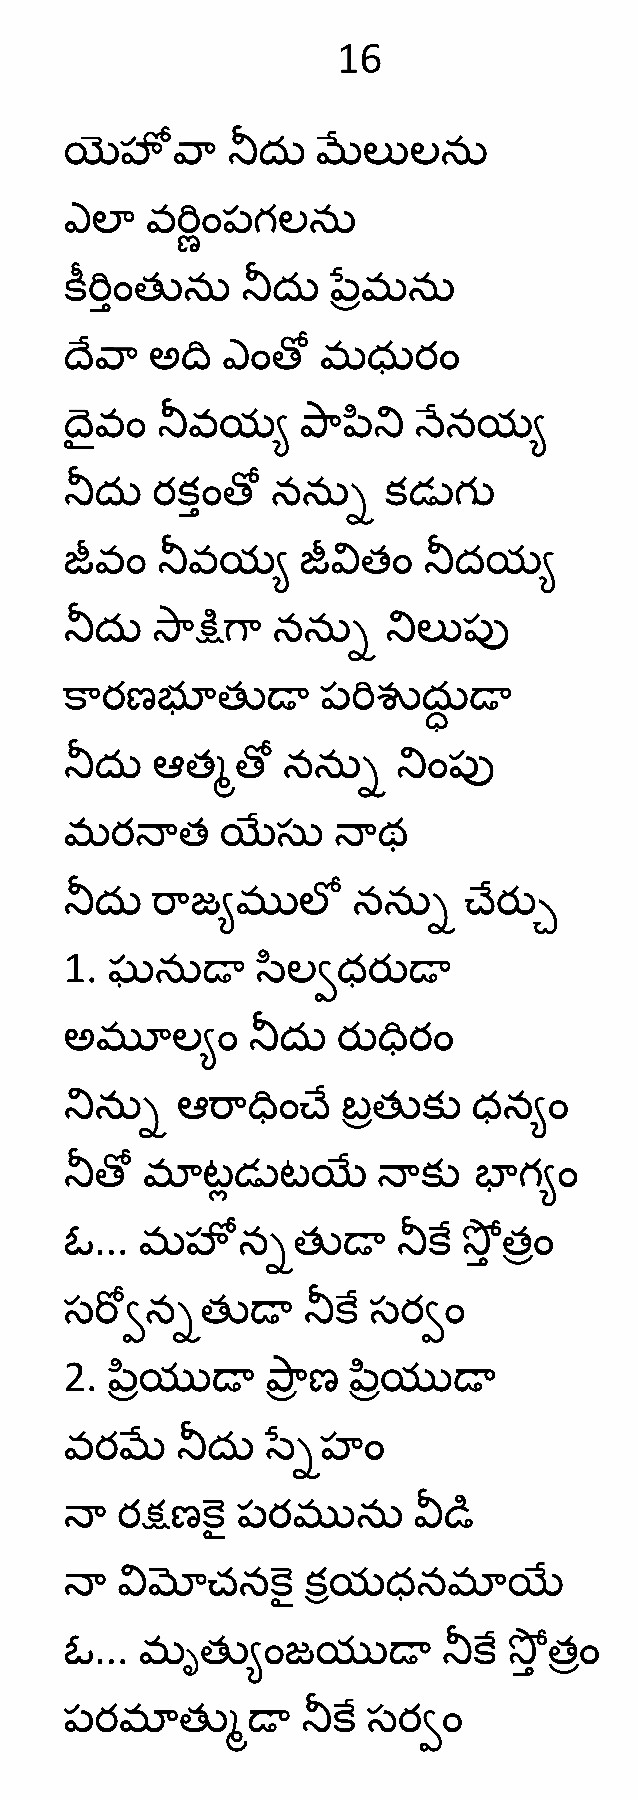 16
యెహోవా నీదు మేలులను
ఎలా వర్ణింపగలను
కీర్తింతును నీదు ప్రేమను
దేవా అది ఎంతో మధురం
దైవం నీవయ్య పాపిని నేనయ్య
నీదు రక్తంతో నన్ను కడుగు
జీవం నీవయ్య జీవితం నీదయ్య
నీదు సాక్షిగా నన్ను నిలుపు
కారణభూతుడా పరిశుద్ధుడా
నీదు ఆత్మతో నన్ను నింపు
మరనాత యేసు నాథ
నీదు రాజ్యములో నన్ను చేర్చు
1. ఘనుడా సిల్వధరుడా
అమూల్యం నీదు రుధిరం
నిన్ను ఆరాధించే బ్రతుకు ధన్యం
నీతో మాట్లడుటయే నాకు భాగ్యం
ఓ... మహోన్నతుడా నీకే స్తోత్రం
సర్వోన్నతుడా నీకే సర్వం
2. ప్రియుడా ప్రాణ ప్రియుడా
వరమే నీదు స్నేహం
నా రక్షణకై పరమును వీడి
నా విమోచనకై క్రయధనమాయే
ఓ... మృత్యుంజయుడా నీకే స్తోత్రం
పరమాత్ముడా నీకే సర్వం